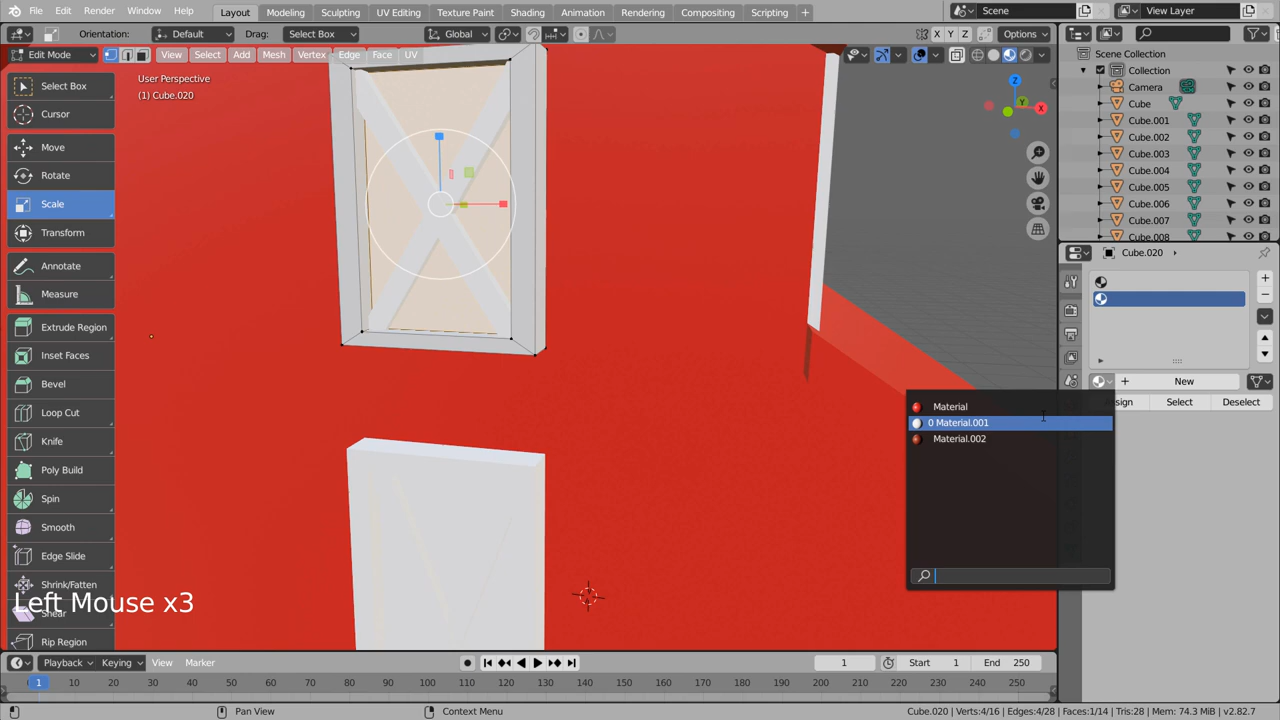 File Edit Render Window Help Layout Modeling Sculpting UV Editing Texture Paint Shading Animation Rendering Compositing Scripting + Scene View Layer
Orientation: Default Drag: Select Box Global X Y Z Options
Edit Mode View Select Add Mesh Vertex Edge Face UV
User Perspective
(1) Cube.020
Select Box
Cursor
Move
Rotate
Scale
Transform
Annotate
Measure
Extrude Region
Inset Faces
Bevel
Loop Cut
Knife
Poly Build
Spin
Smooth
Edge Slide
Shrink/Fatten
Shear
Rip Region
Left Mouse x3
Z
Y
X
Scene Collection
Collection
Camera
Cube
Cube.001
Cube.002
Cube.003
Cube.004
Cube.005
Cube.006
Cube.007
Cube.008
Cube.020
New
Select Deselect
Material
0 Material.001
Material.002
Playback Keying View Marker 1 Start 1 End 250
1 10 20 30 40 50 60 70 80 90 100 110 120 130 140 150 160 170 180 190 200 210 220 230 240 250
Pan View Context Menu Cube.020 | Verts:4/16 | Edges:4/28 | Faces:1/14 | Tris:28 | Mem: 74.3 MiB | v2.82.7